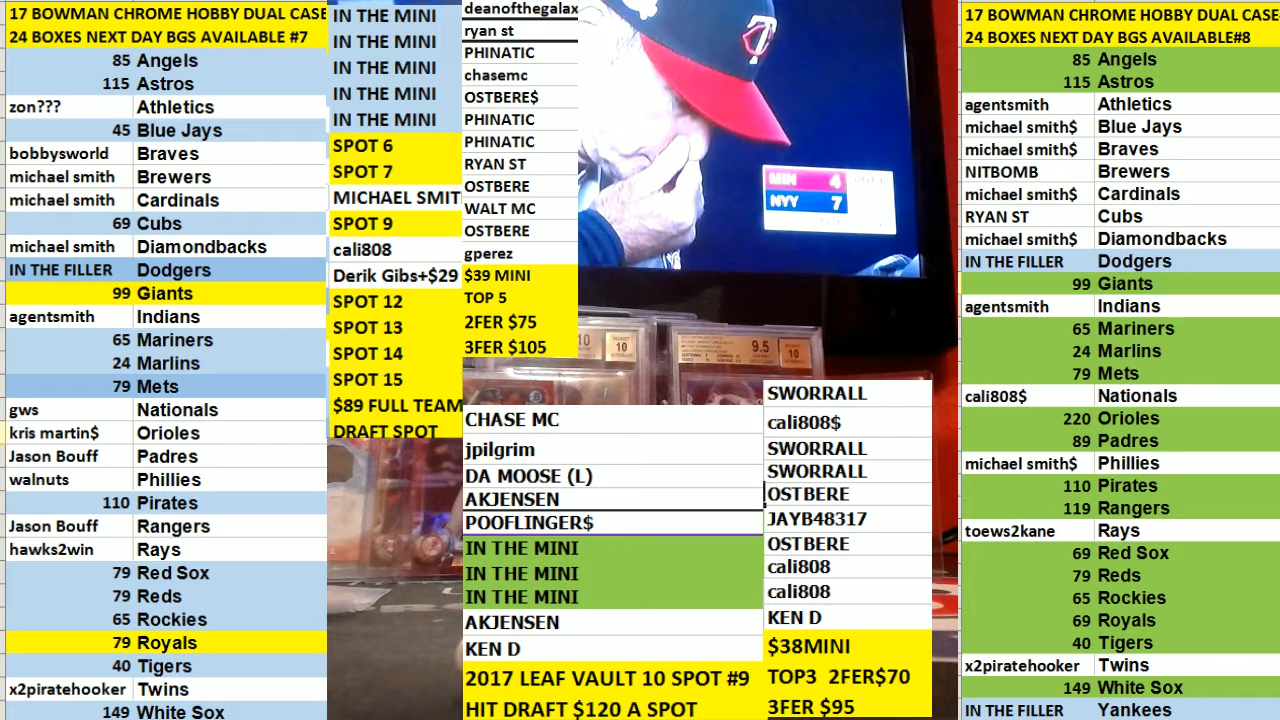 17 BOWMAN CHROME HOBBY DUAL CASE
24 BOXES NEXT DAY BGS AVAILABLE #7
85 Angels
115 Astros
zon??? Athletics
45 Blue Jays
bobbysworld Braves
michael smith Brewers
michael smith Cardinals
69 Cubs
michael smith Diamondbacks
IN THE FILLER Dodgers
99 Giants
agentsmith Indians
65 Mariners
24 Marlins
79 Mets
gws Nationals
kris martin$ Orioles
Jason Bouff Padres
walnuts Phillies
110 Pirates
Jason Bouff Rangers
hawks2win Rays
79 Red Sox
79 Reds
65 Rockies
79 Royals
40 Tigers
x2piratehooker Twins
149 White Sox
IN THE MINI
IN THE MINI
IN THE MINI
IN THE MINI
IN THE MINI
SPOT 6
SPOT 7
MICHAEL SMIT
SPOT 9
cali808
Derik Gibs+$29
SPOT 12
SPOT 13
SPOT 14
SPOT 15
$89 FULL TEAM
DRAFT SPOT
deanofthegalax
ryan st
PHINATIC
chasemc
OSTBERE$
PHINATIC
PHINATIC
RYAN ST
OSTBERE
WALT MC
OSTBERE
gperez
$39 MINI
TOP 5
2FER $75
3FER $105
MIN 4
NYY 7
10
10
9.5
10
CHASE MC
jpilgrim
DA MOOSE (L)
AKJENSEN
POOFLINGER$
IN THE MINI
IN THE MINI
IN THE MINI
AKJENSEN
KEN D
2017 LEAF VAULT 10 SPOT #9
HIT DRAFT $120 A SPOT
SWORRALL
cali808$
SWORRALL
SWORRALL
OSTBERE
JAYB48317
OSTBERE
cali808
cali808
KEN D
$38MINI
TOP3 2FER$70
3FER $95
17 BOWMAN CHROME HOBBY DUAL CASE
24 BOXES NEXT DAY BGS AVAILABLE#8
85 Angels
115 Astros
agentsmith Athletics
michael smith$ Blue Jays
michael smith$ Braves
NITBOMB Brewers
michael smith$ Cardinals
RYAN ST Cubs
michael smith$ Diamondbacks
IN THE FILLER Dodgers
99 Giants
agentsmith Indians
65 Mariners
24 Marlins
79 Mets
cali808$ Nationals
220 Orioles
89 Padres
michael smith$ Phillies
110 Pirates
119 Rangers
toews2kane Rays
69 Red Sox
79 Reds
65 Rockies
69 Royals
40 Tigers
x2piratehooker Twins
149 White Sox
IN THE FILLER Yankees